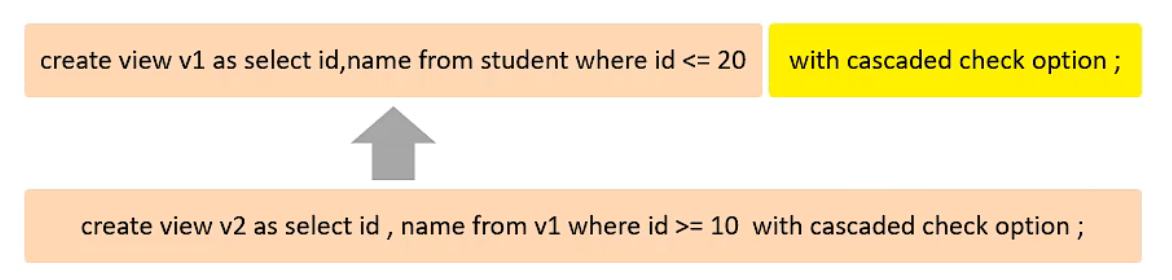 create view v1 as select id,name from student where id <= 20 with cascaded check option ;
create view v2 as select id , name from v1 where id >= 10 with cascaded check option ;